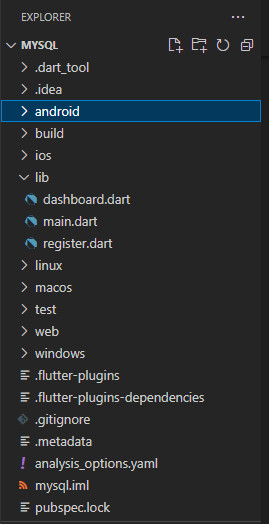 EXPLORER
MYSQL
.dart_tool
.idea
android
build
ios
lib
dashboard.dart
main.dart
register.dart
linux
macos
test
web
windows
.flutter-plugins
.flutter-plugins-dependencies
.gitignore
.metadata
analysis_options.yaml
mysql.iml
pubspec.lock